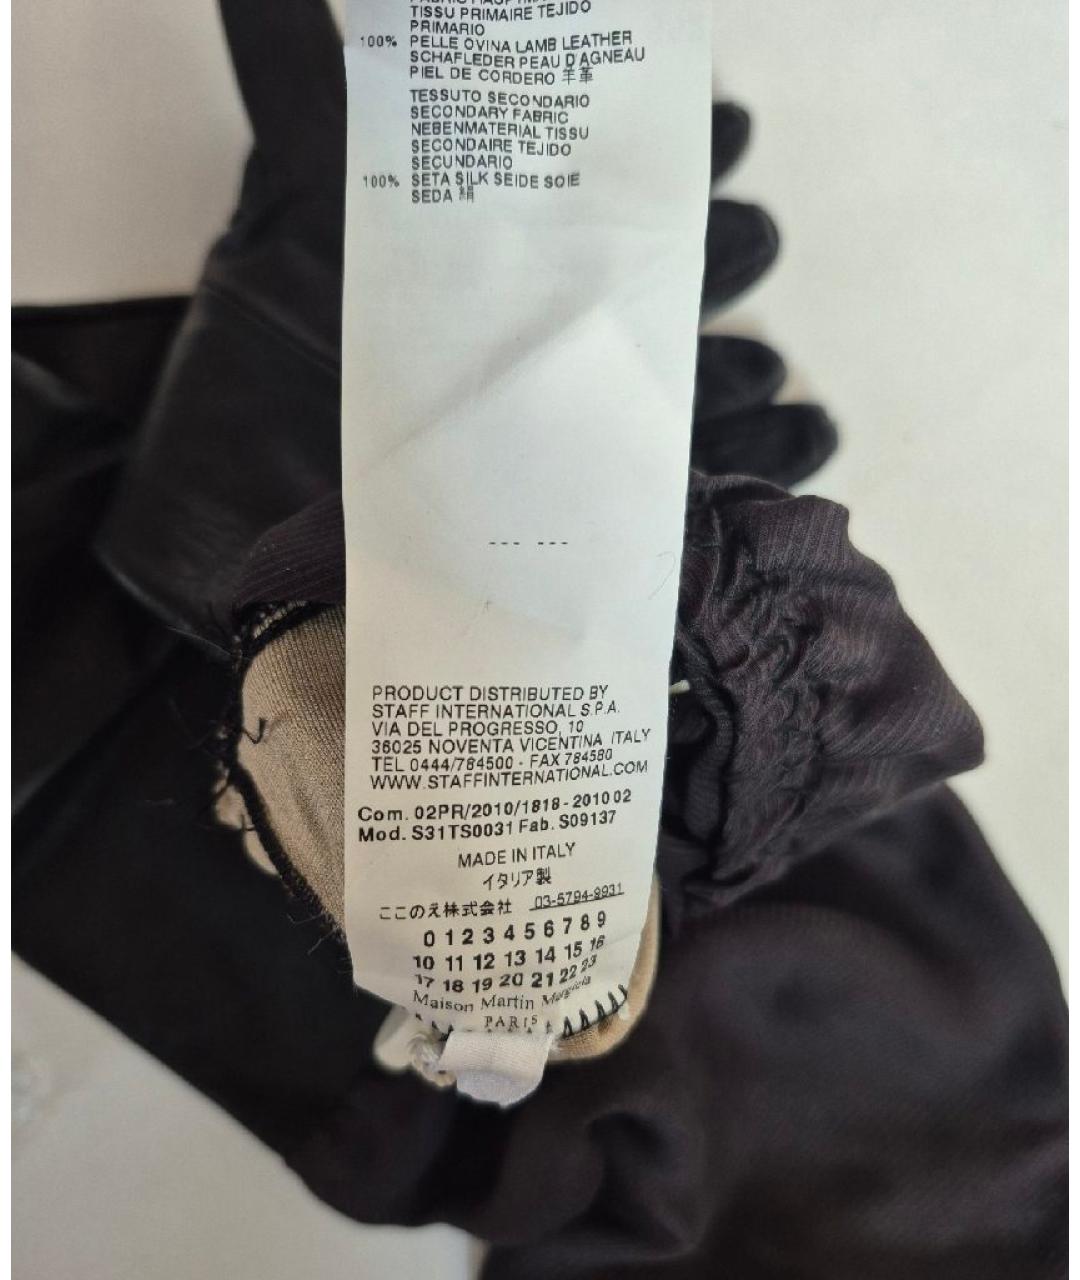 TISSU PRIMAIRE TEJIDO
PRIMARIO
100% PELLE OVINA LAMB LEATHER
SCHAFLEDER PEAU D'AGNEAU
PIEL DE CORDERO 羊革
TESSUTO SECONDARIO
SECONDARY FABRIC
NEBENMATERIAL TISSU
SECONDAIRE TEJIDO
SECUNDARIO
100% SETA SILK SEIDE SOIE
SEDA 絹
--- ---
PRODUCT DISTRIBUTED BY
STAFF INTERNATIONAL S.P.A.
VIA DEL PROGRESSO, 10
36025 NOVENTA VICENTINA ITALY
TEL 0444/784500 - FAX 784580
WWW.STAFFINTERNATIONAL.COM
Com. 02PR/2010/1818 - 2010 02
Mod. S31TS0031 Fab. S09137
MADE IN ITALY
イタリア製
ここのえ株式会社 03-5794-9931
0 1 2 3 4 5 6 7 8 9
10 11 12 13 14 15 16
17 18 19 20 21 22 23
Maison Martin Margiela
PARIS